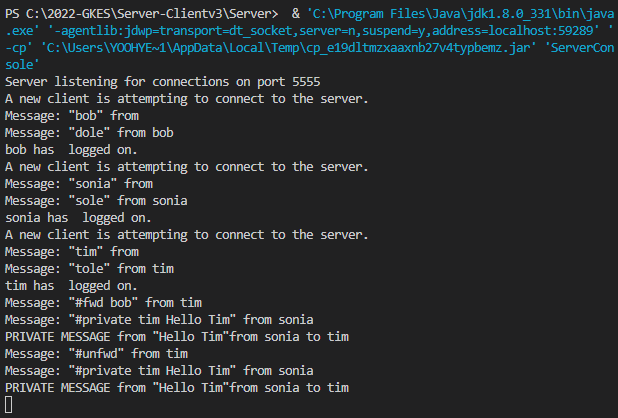 PS C:\2022-GKES\Server-Clientv3\Server>  & 'C:\Program Files\Java\jdk1.8.0_331\bin\java
.exe' '-agentlib:jdwp=transport=dt_socket,server=n,suspend=y,address=localhost:59289' '
-cp' 'C:\Users\YOOHYE~1\AppData\Local\Temp\cp_e19dltmzxaaxnb27v4typbemz.jar' 'ServerCon
sole'
Server listening for connections on port 5555
A new client is attempting to connect to the server.
Message: "bob" from
Message: "dole" from bob
bob has  logged on.
A new client is attempting to connect to the server.
Message: "sonia" from
Message: "sole" from sonia
sonia has  logged on.
A new client is attempting to connect to the server.
Message: "tim" from
Message: "tole" from tim
tim has  logged on.
Message: "#fwd bob" from tim
Message: "#private tim Hello Tim" from sonia
PRIVATE MESSAGE from "Hello Tim"from sonia to tim
Message: "#unfwd" from tim
Message: "#private tim Hello Tim" from sonia
PRIVATE MESSAGE from "Hello Tim"from sonia to tim